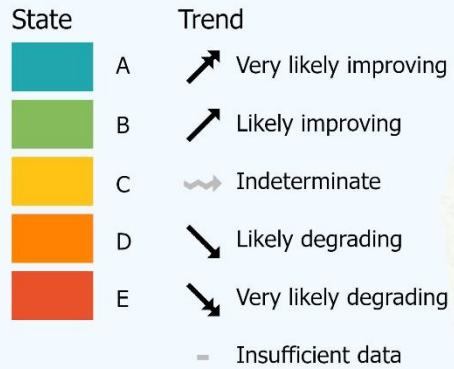 State Trend
A Very likely improving
B Likely improving
C Indeterminate
D Likely degrading
E Very likely degrading
Insufficient data